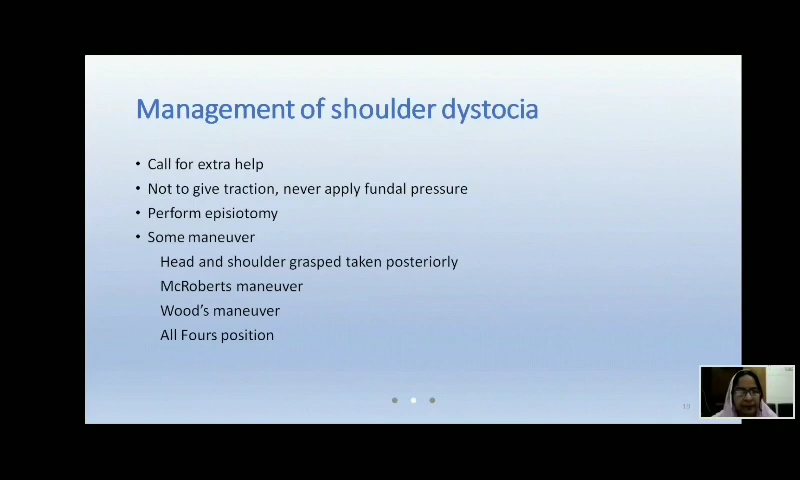 Management of shoulder dystocia
• Call for extra help
• Not to give traction, never apply fundal pressure
• Perform episiotomy
• Some maneuver
Head and shoulder grasped taken posteriorly
McRoberts maneuver
Wood's maneuver
All Fours position
19